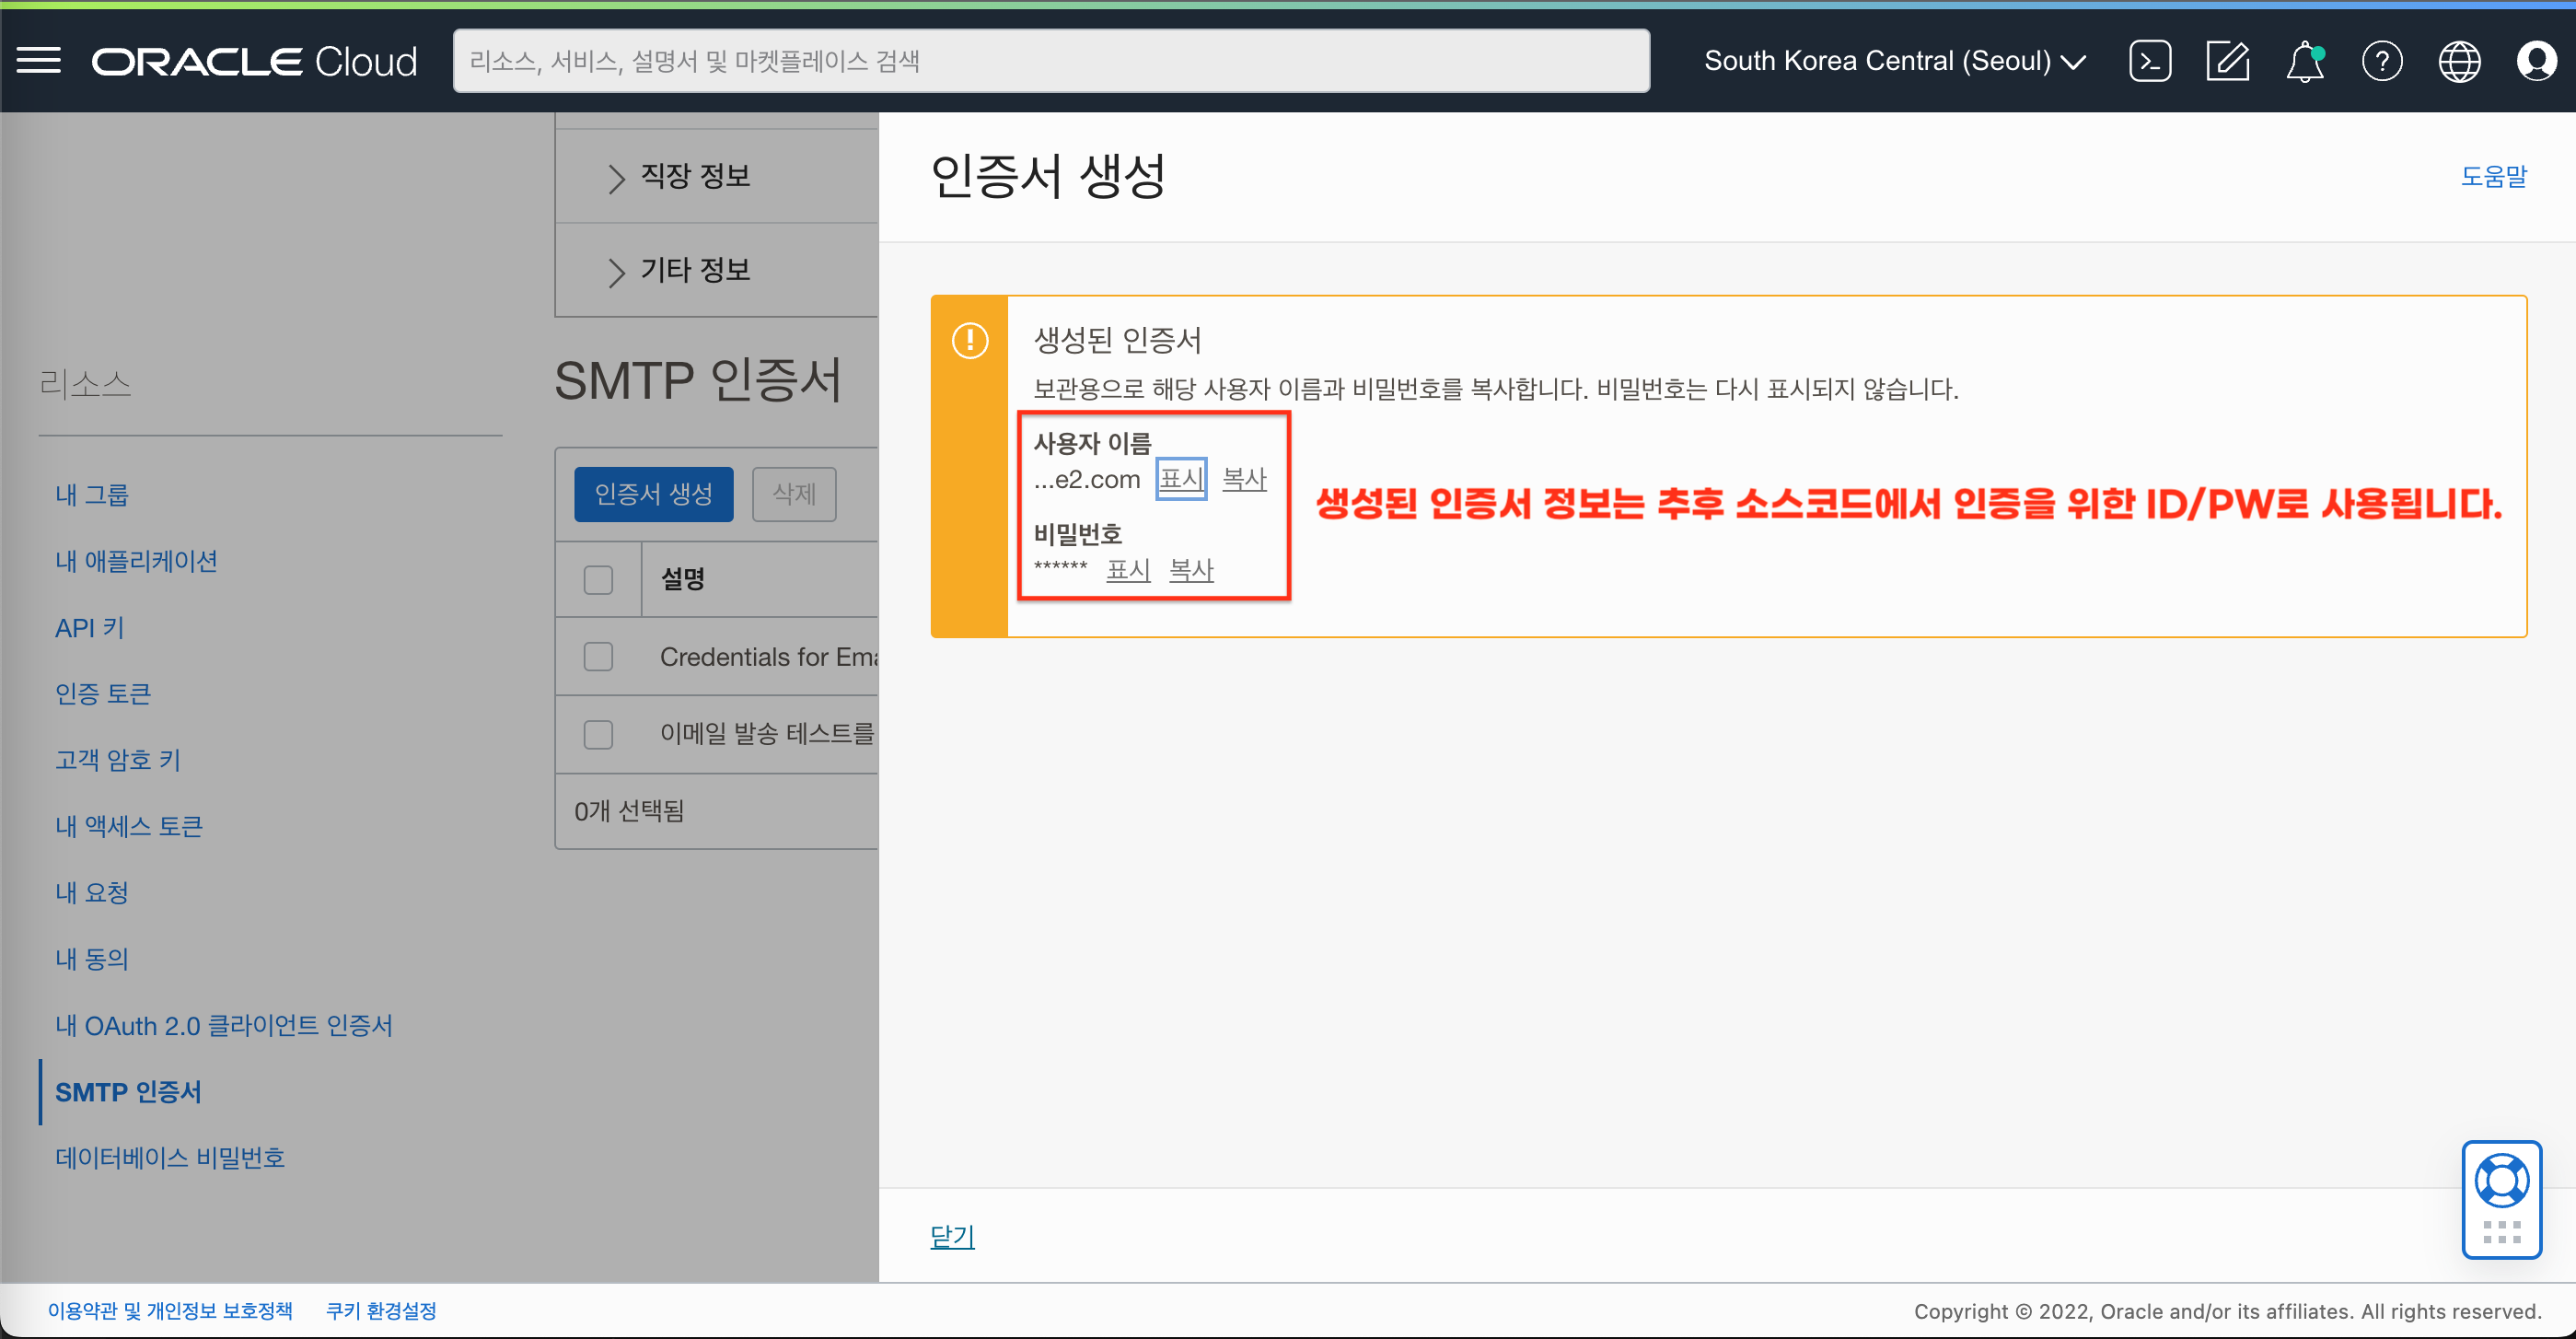 ORACLE Cloud
리소스, 서비스, 설명서 및 마켓플레이스 검색
South Korea Central (Seoul)
리소스
내 그룹
내 애플리케이션
API 키
인증 토큰
고객 암호 키
내 액세스 토큰
내 요청
내 동의
내 OAuth 2.0 클라이언트 인증서
SMTP 인증서
데이터베이스 비밀번호
직장 정보
기타 정보
SMTP 인증서
인증서 생성 삭제
설명
Credentials for Ema
이메일 발송 테스트를
0개 선택됨
인증서 생성
도움말
생성된 인증서
보관용으로 해당 사용자 이름과 비밀번호를 복사합니다. 비밀번호는 다시 표시되지 않습니다.
사용자 이름
...e2.com 표시 복사
비밀번호
****** 표시 복사
생성된 인증서 정보는 추후 소스코드에서 인증을 위한 ID/PW로 사용됩니다.
닫기
이용약관 및 개인정보 보호정책 쿠키 환경설정
Copyright © 2022, Oracle and/or its affiliates. All rights reserved.